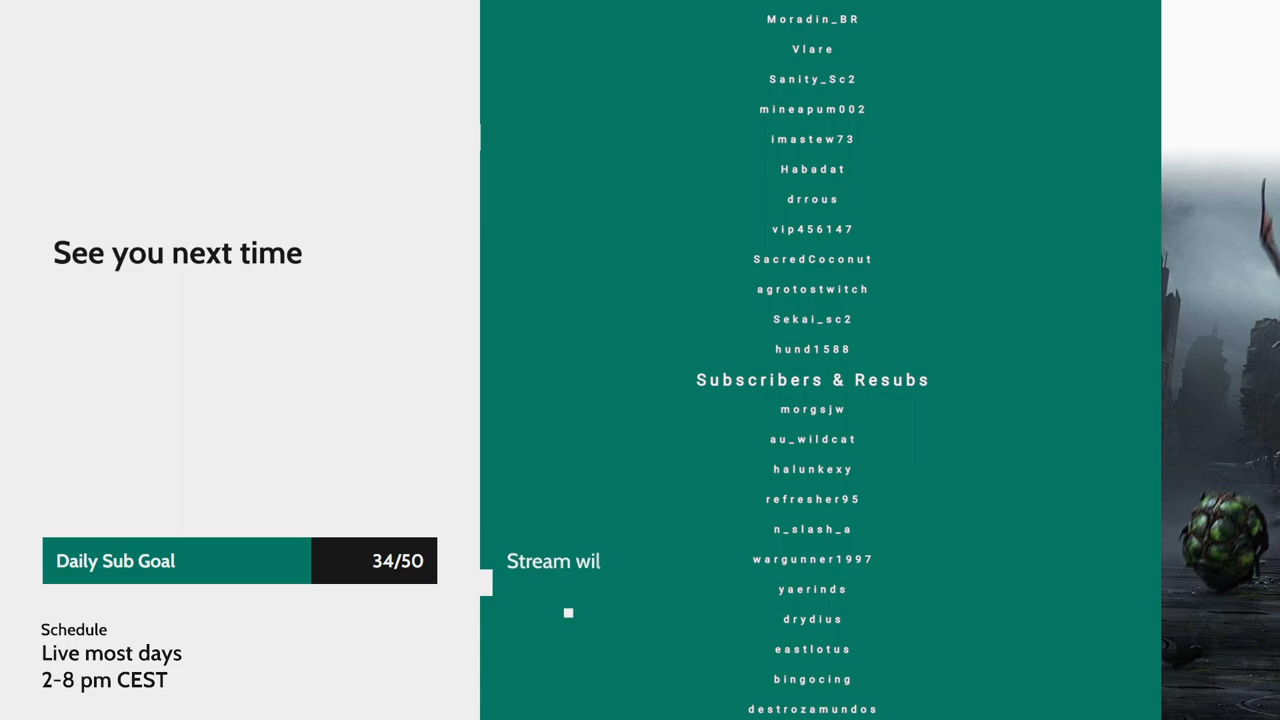 See you next time
Daily Sub Goal
34/50
Schedule
Live most days
2-8 pm CEST
Stream wil
Moradin_BR
Vlare
Sanity_Sc2
mineapum002
imastew73
Habadat
drrous
vip456147
SacredCoconut
agrotostwitch
Sekai_sc2
hund1588
Subscribers & Resubs
morgsjw
au_wildcat
halunkexy
refresher95
n_slash_a
wargunner1997
yaerinds
drydius
eastlotus
bingocing
destrozamundos